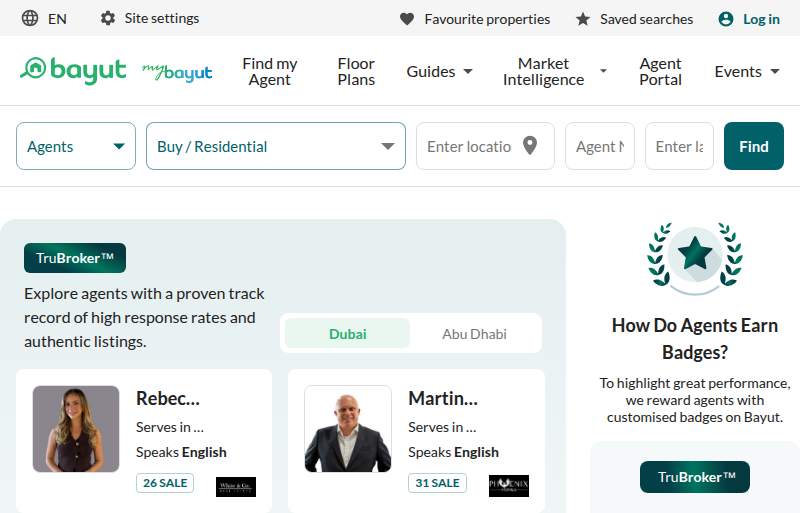 EN
Site settings
Favourite properties
Saved searches
Log in
bayut
my bayut
Find my
Agent
Floor
Plans
Guides
Market
Intelligence
Agent
Portal
Events
Agents
Buy / Residential
Enter locatio
Agent N
Enter la
Find
TruBroker™
Explore agents with a proven track
record of high response rates and
authentic listings.
Dubai
Abu Dhabi
Rebec...
Serves in ...
Speaks English
26 SALE
White & Co.
Martin...
Serves in ...
Speaks English
31 SALE
PHOENIX
How Do Agents Earn
Badges?
To highlight great performance,
we reward agents with
customised badges on Bayut.
TruBroker™